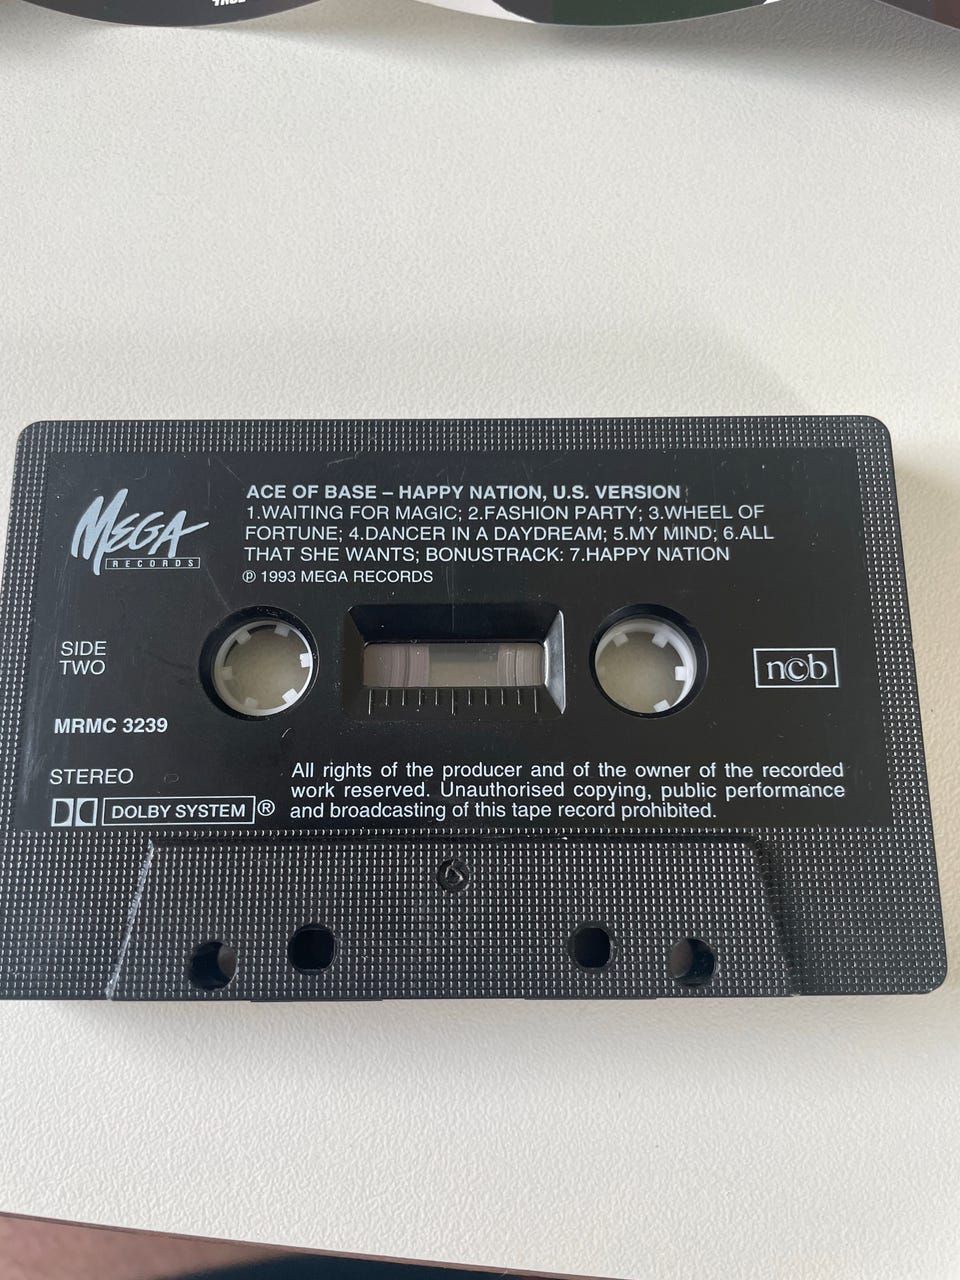 MEGA
RECORDS
ACE OF BASE – HAPPY NATION, U.S. VERSION
1.WAITING FOR MAGIC; 2.FASHION PARTY; 3.WHEEL OF
FORTUNE; 4.DANCER IN A DAYDREAM; 5.MY MIND; 6.ALL
THAT SHE WANTS; BONUSTRACK: 7.HAPPY NATION
℗ 1993 MEGA RECORDS
SIDE
TWO
ncb
MRMC 3239
STEREO
DOLBY SYSTEM ®
All rights of the producer and of the owner of the recorded
work reserved. Unauthorised copying, public performance
and broadcasting of this tape record prohibited.
6